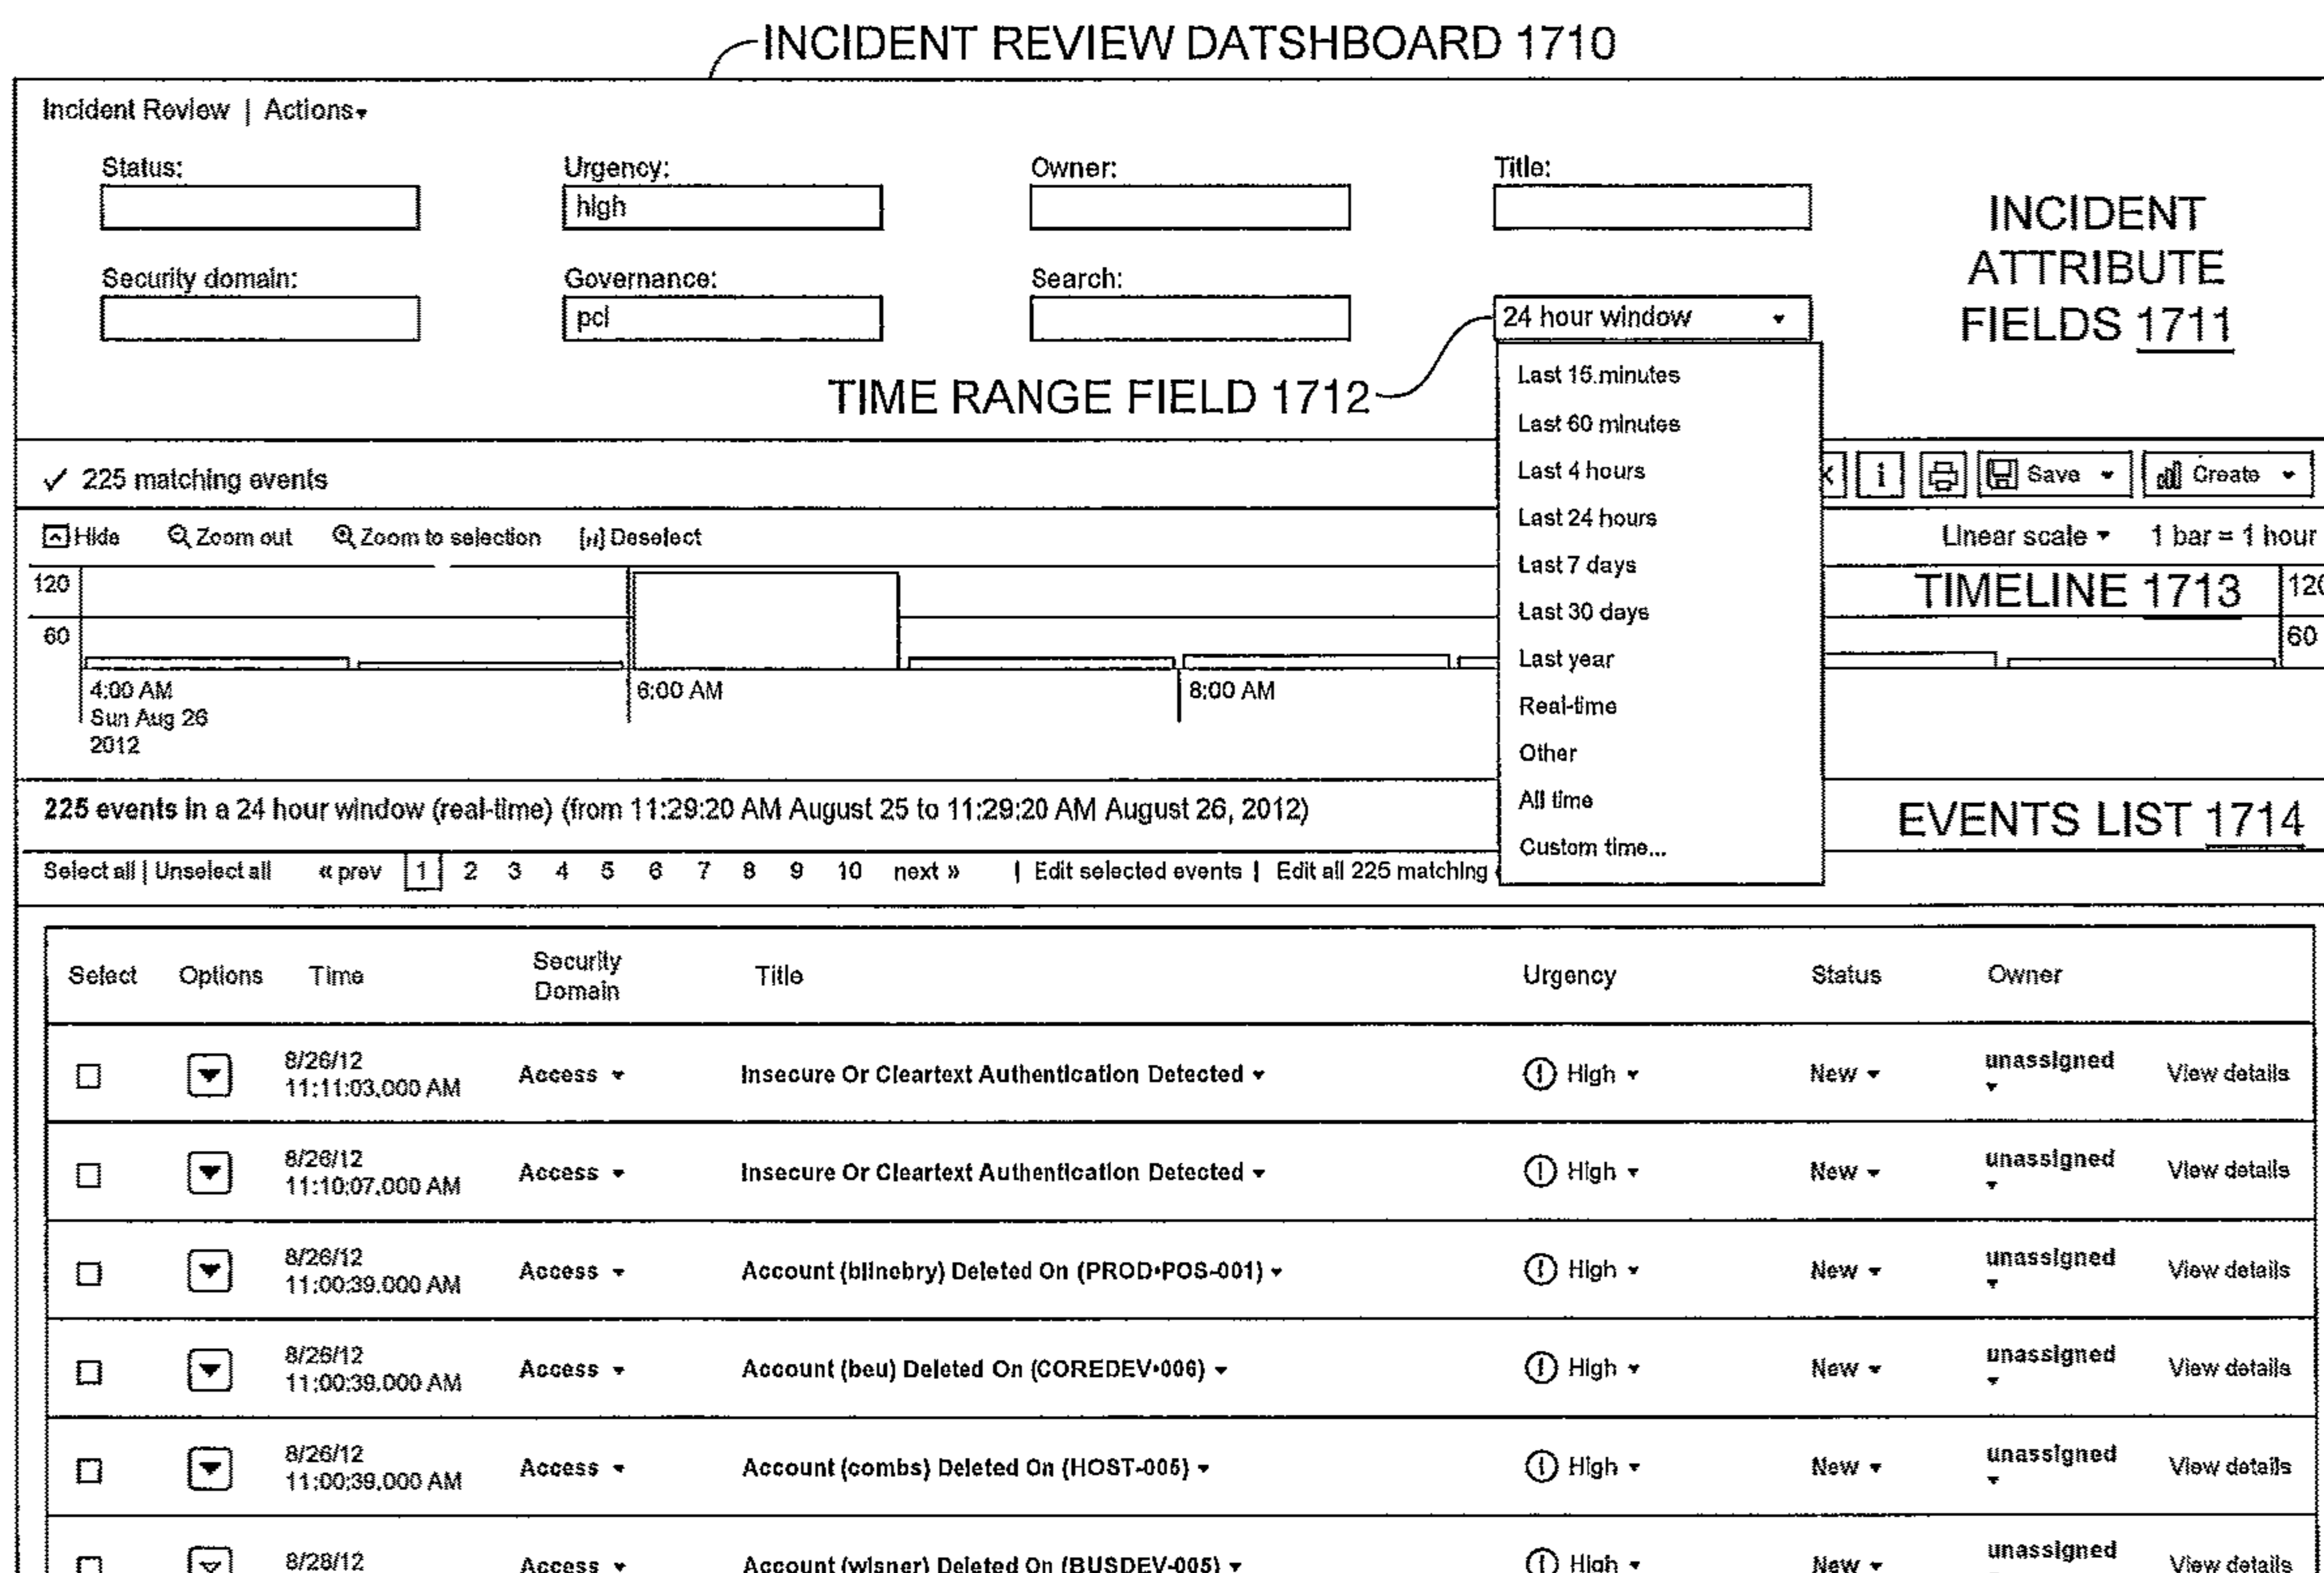 INCIDENT REVIEW DATSHBOARD 1710
Incident Review | Actions
Status: Urgency: Owner: Title:
high
INCIDENT
ATTRIBUTE
FIELDS 1711
Security domain: Governance: Search:
pci 24 hour window
TIME RANGE FIELD 1712
Last 15 minutes
Last 60 minutes
Last 4 hours
Last 24 hours
Last 7 days
Last 30 days
Last year
Real-time
Other
All time
Custom time...
✓ 225 matching events
i Save Create
Hide Zoom out Zoom to selection Deselect Linear scale 1 bar = 1 hour
TIMELINE 1713
120 120
60 60
4:00 AM 6:00 AM 8:00 AM
Sun Aug 26
2012
225 events in a 24 hour window (real-time) (from 11:29:20 AM August 25 to 11:29:20 AM August 26, 2012)
EVENTS LIST 1714
Select all | Unselect all « prev 1 2 3 4 5 6 7 8 9 10 next » | Edit selected events | Edit all 225 matching
Select Options Time Security Domain Title Urgency Status Owner
8/26/12 11:11:03.000 AM Access Insecure Or Cleartext Authentication Detected High New unassigned View details
8/26/12 11:10:07.000 AM Access Insecure Or Cleartext Authentication Detected High New unassigned View details
8/26/12 11:00:39.000 AM Access Account (blinebry) Deleted On (PROD-POS-001) High New unassigned View details
8/26/12 11:00:39.000 AM Access Account (beu) Deleted On (COREDEV-006) High New unassigned View details
8/26/12 11:00:39.000 AM Access Account (combs) Deleted On (HOST-005) High New unassigned View details
8/26/12 Access Account (wisner) Deleted On (BUSDEV-005) High New unassigned View details